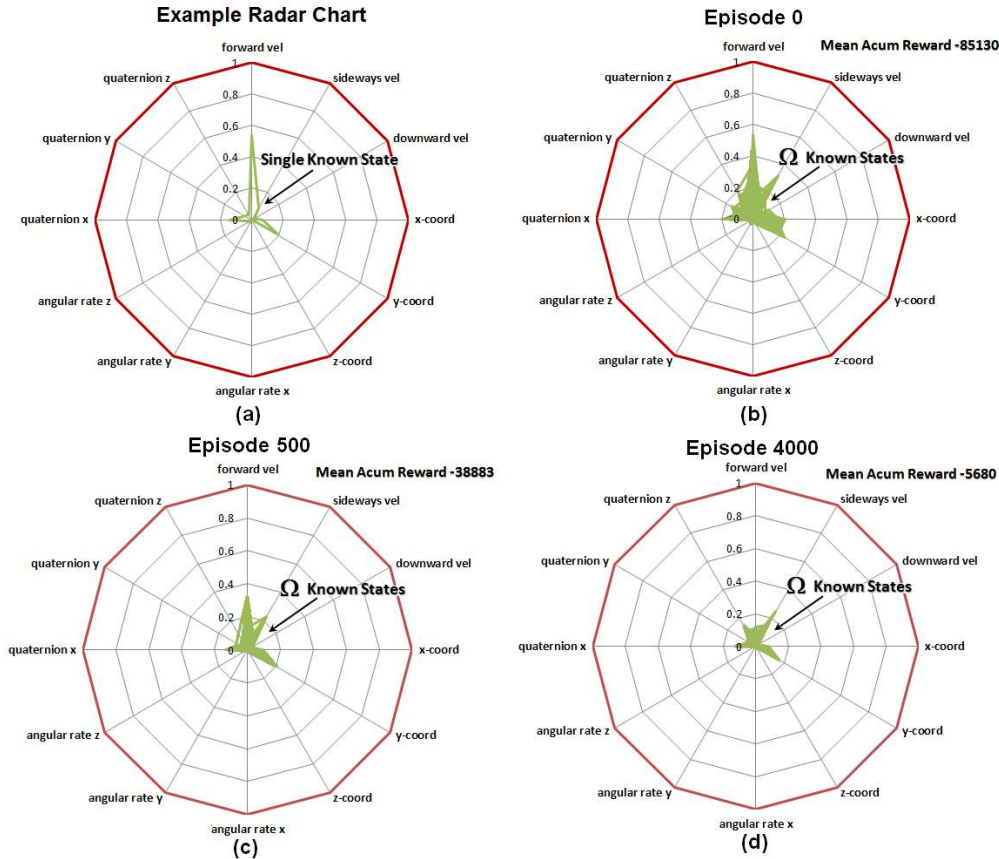 Example Radar Chart
forward vel
quaternion z
sideways vel
quaternion y
downward vel
quaternion x
x-coord
angular rate z
y-coord
angular rate y
z-coord
angular rate x
1
0.8
0.6
0.4
0.2
0
Single Known State
(a)
Episode 0
Mean Acum Reward -85130
forward vel
quaternion z
sideways vel
quaternion y
downward vel
quaternion x
x-coord
angular rate z
y-coord
angular rate y
z-coord
angular rate x
1
0.8
0.6
0.4
0.2
0
Ω Known States
(b)
Episode 500
Mean Acum Reward -38883
forward vel
quaternion z
sideways vel
quaternion y
downward vel
quaternion x
x-coord
angular rate z
y-coord
angular rate y
z-coord
angular rate x
1
0.8
0.6
0.4
0.2
0
Ω Known States
(c)
Episode 4000
Mean Acum Reward -5680
forward vel
quaternion z
sideways vel
quaternion y
downward vel
quaternion x
x-coord
angular rate z
y-coord
angular rate y
z-coord
angular rate x
1
0.8
0.6
0.4
0.2
0
Ω Known States
(d)